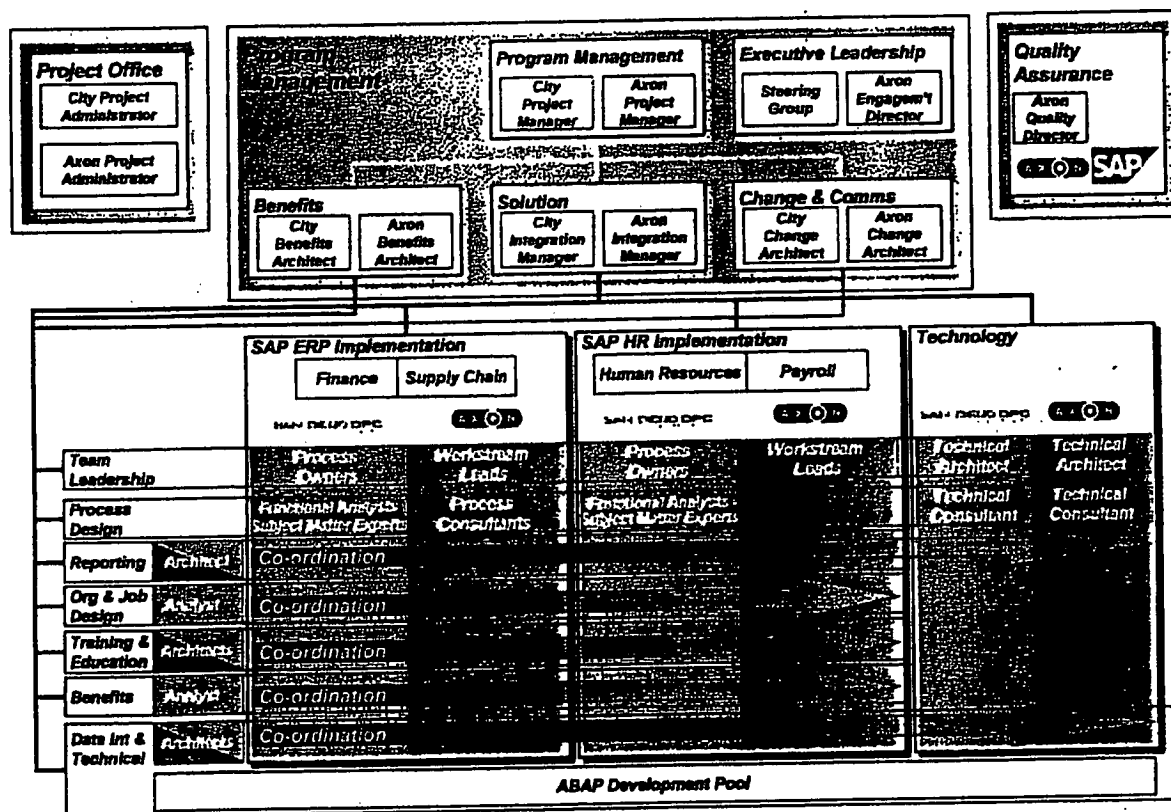 Project Office
City Project
Administrator
Axon Project
Administrator
Program
Management
Program Management
City
Project
Manager
Axon
Project
Manager
Executive Leadership
Steering
Group
Axon
Engagem't
Director
Quality
Assurance
Axon
Quality
Director
AXON
SAP
Benefits
City
Benefits
Architect
Axon
Benefits
Architect
Solution
City
Integration
Manager
Axon
Integration
Manager
Change & Comms
City
Change
Architect
Axon
Change
Architect
SAP ERP Implementation
Finance
Supply Chain
AXON
SAP HR Implementation
Human Resources
Payroll
AXON
Technology
AXON
Team
Leadership
Process
Owners
Workstream
Leads
Process
Owners
Workstream
Leads
Technical
Architect
Technical
Architect
Process
Design
Functional Analysts
Subject Matter Experts
Process
Consultants
Functional Analysts
Subject Matter Experts
Technical
Consultant
Technical
Consultant
Reporting
Architect
Co-ordination
Org & Job
Design
Analyst
Co-ordination
Training &
Education
Architects
Co-ordination
Benefits
Analyst
Co-ordination
Data Int &
Technical
Architects
Co-ordination
ABAP Development Pool